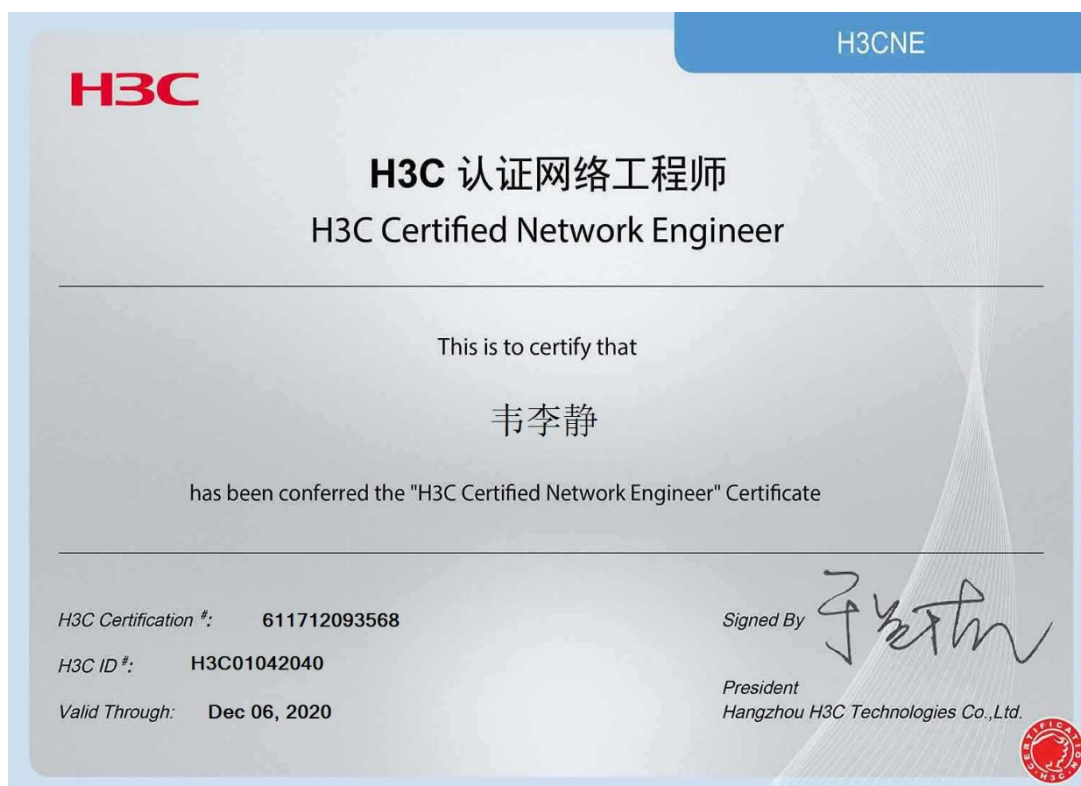 H3CNE
H3C
H3C 认证网络工程师
H3C Certified Network Engineer
This is to certify that
韦李静
has been conferred the "H3C Certified Network Engineer" Certificate
H3C Certification #: 611712093568
Signed By
H3C ID #: H3C01042040
President
Valid Through: Dec 06, 2020
Hangzhou H3C Technologies Co.,Ltd.
CERTIFICATION
H3C